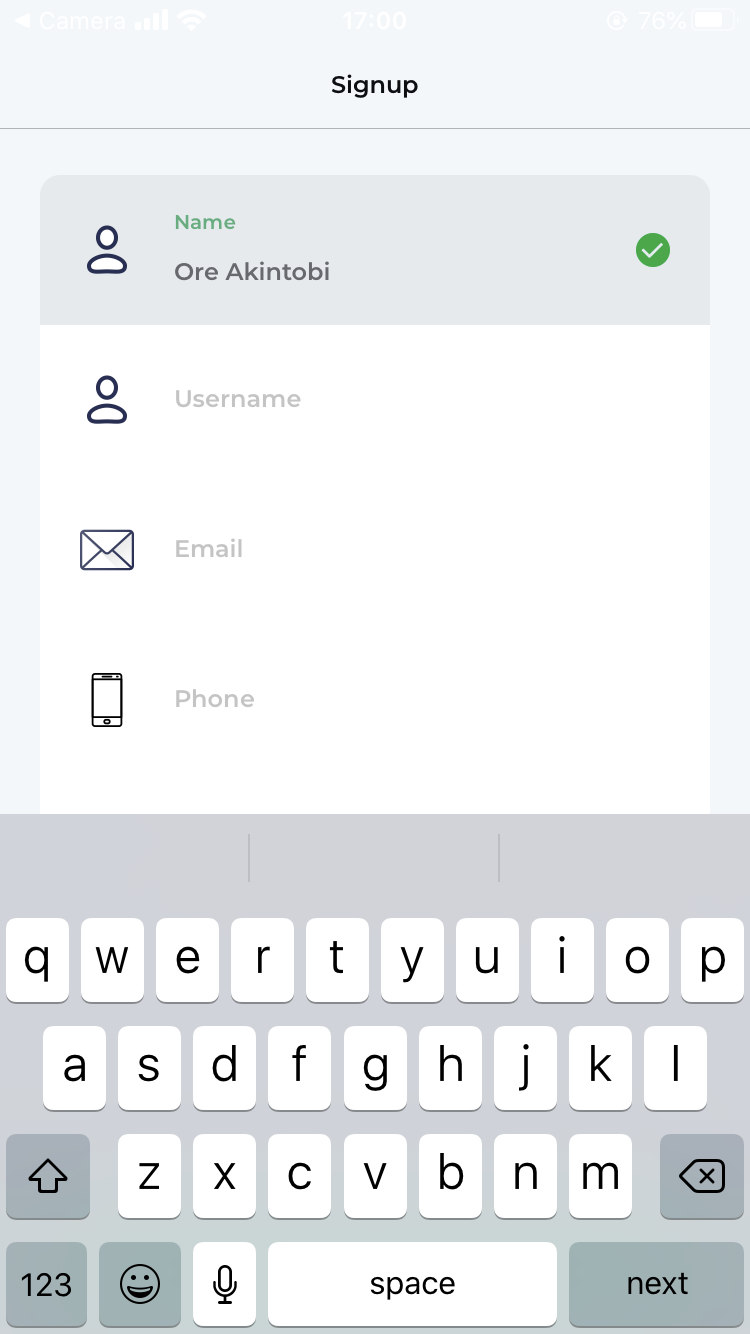 Camera 17:00 76%
Signup
Name
Ore Akintobi
Username
Email
Phone
q w e r t y u i o p
a s d f g h j k l
z x c v b n m
123 space next